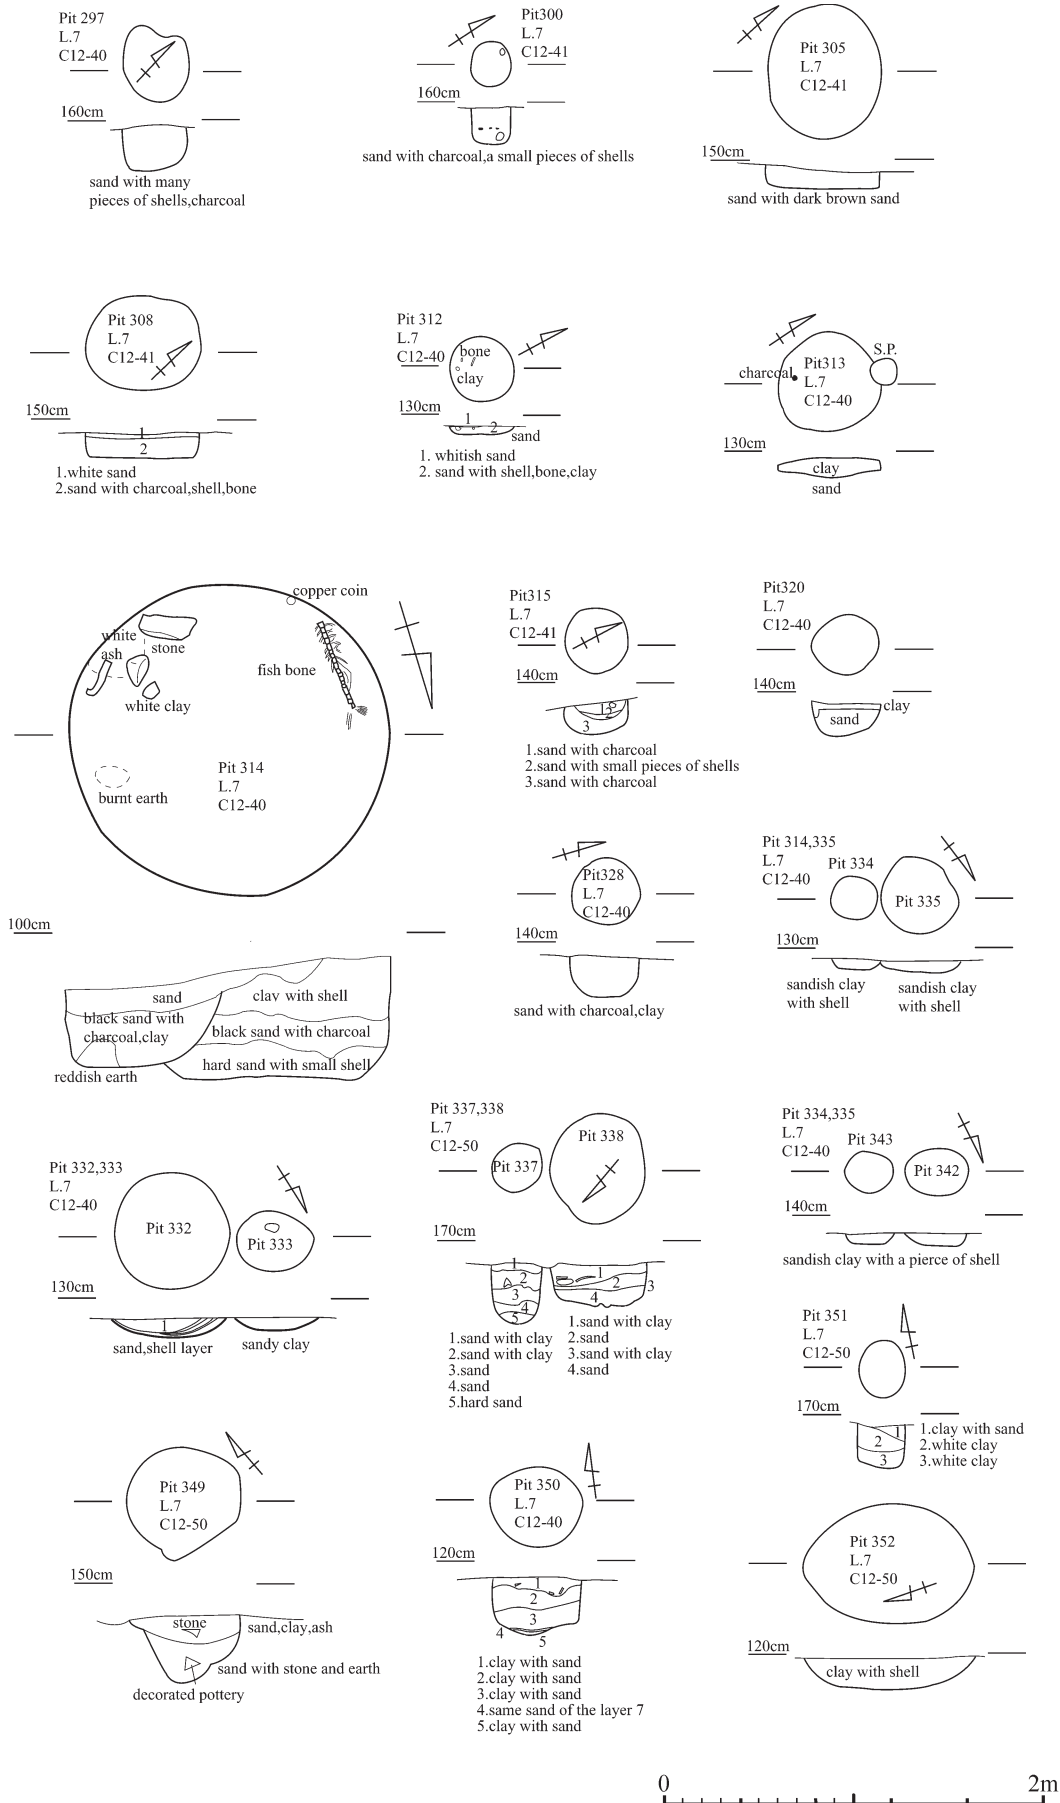 Pit 297
L.7
C12-40
160cm
sand with many
pieces of shells,charcoal
Pit300
L.7
C12-41
160cm
sand with charcoal,a small pieces of shells
Pit 305
L.7
C12-41
150cm
sand with dark brown sand
Pit 308
L.7
C12-41
150cm
1
2
1.white sand
2.sand with charcoal,shell,bone
Pit 312
L.7
C12-40
bone
clay
130cm
1
2
sand
1. whitish sand
2. sand with shell,bone,clay
S.P.
charcoal
Pit313
L.7
C12-40
130cm
clay
sand
copper coin
white
ash
stone
fish bone
white clay
burnt earth
Pit 314
L.7
C12-40
100cm
sand
clay with shell
black sand with
charcoal,clay
black sand with charcoal
hard sand with small shell
reddish earth
Pit315
L.7
C12-41
140cm
1
2
3
1.sand with charcoal
2.sand with small pieces of shells
3.sand with charcoal
Pit320
L.7
C12-40
140cm
clay
sand
Pit328
L.7
C12-40
140cm
sand with charcoal,clay
Pit 314,335
L.7
C12-40
Pit 334
Pit 335
130cm
sandish clay
with shell
sandish clay
with shell
Pit 332,333
L.7
C12-40
Pit 332
Pit 333
130cm
1
sand,shell layer
sandy clay
Pit 337,338
L.7
C12-50
Pit 337
Pit 338
170cm
1
2
3
4
5
1
2
3
4
1.sand with clay
2.sand with clay
3.sand
4.sand
5.hard sand
1.sand with clay
2.sand
3.sand with clay
4.sand
Pit 334,335
L.7
C12-40
Pit 343
Pit 342
140cm
sandish clay with a pierce of shell
Pit 351
L.7
C12-50
170cm
1
2
3
1.clay with sand
2.white clay
3.white clay
Pit 349
L.7
C12-50
150cm
stone
sand,clay,ash
sand with stone and earth
decorated pottery
Pit 350
L.7
C12-40
120cm
1
2
3
4
5
1.clay with sand
2.clay with sand
3.clay with sand
4.same sand of the layer 7
5.clay with sand
Pit 352
L.7
C12-50
120cm
clay with shell
0
2m